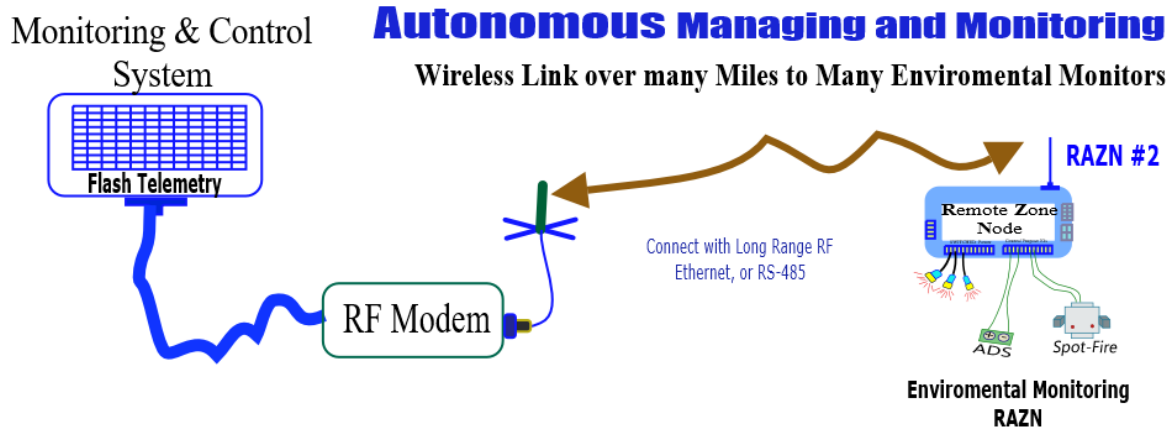 Monitoring & Control
System
Autonomous Managing and Monitoring
Wireless Link over many Miles to Many Enviromental Monitors
Flash Telemetry
RAZN #2
Remote Zone
Node
Connect with Long Range RF
Ethernet, or RS-485
RF Modem
ADS
Spot-Fire
Enviromental Monitoring
RAZN